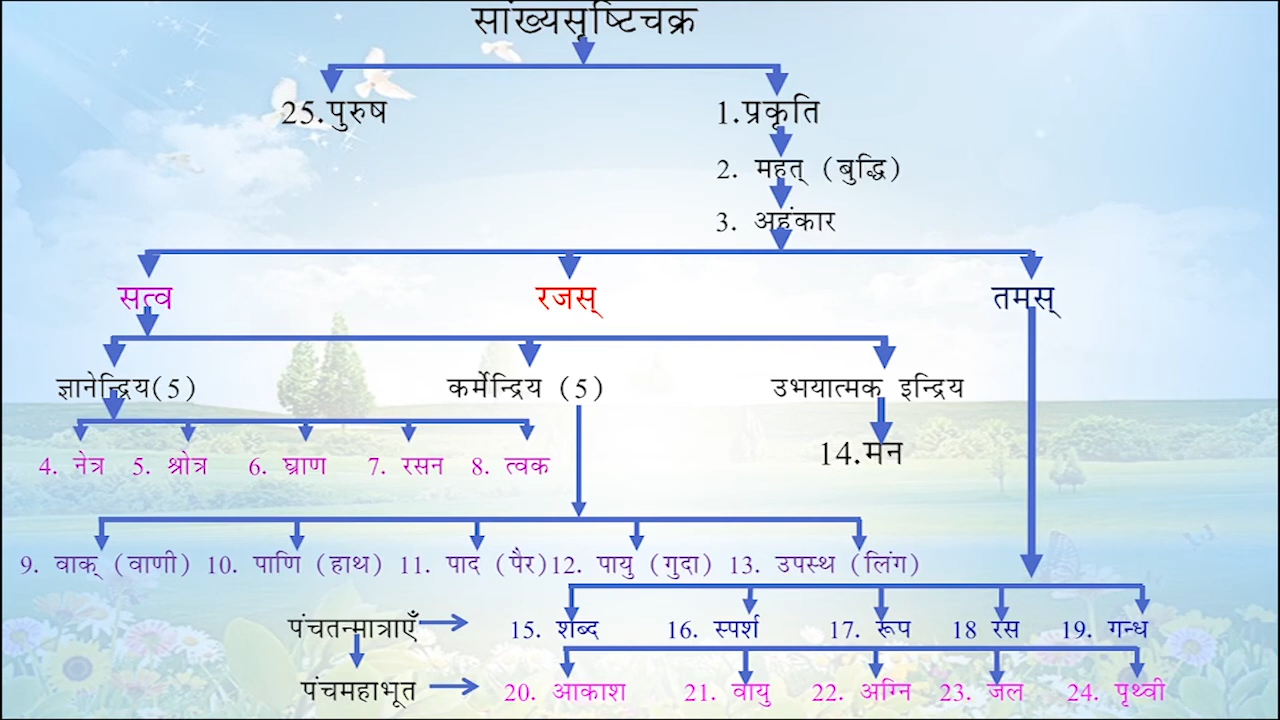 सांख्यसृष्टिचक्र
25.पुरुष 1.प्रकृति
2. महत् (बुद्धि)
3. अहंकार
सत्व रजस् तमस्
ज्ञानेन्द्रिय(5) कर्मेन्द्रिय (5) उभयात्मक इन्द्रिय
14.मन
4. नेत्र 5. श्रोत्र 6. घ्राण 7. रसन 8. त्वक
9. वाक् (वाणी) 10. पाणि (हाथ) 11. पाद (पैर) 12. पायु (गुदा) 13. उपस्थ (लिंग)
पंचतन्मात्राएँ 15. शब्द 16. स्पर्श 17. रूप 18 रस 19. गन्ध
पंचमहाभूत 20. आकाश 21. वायु 22. अग्नि 23. जल 24. पृथ्वी